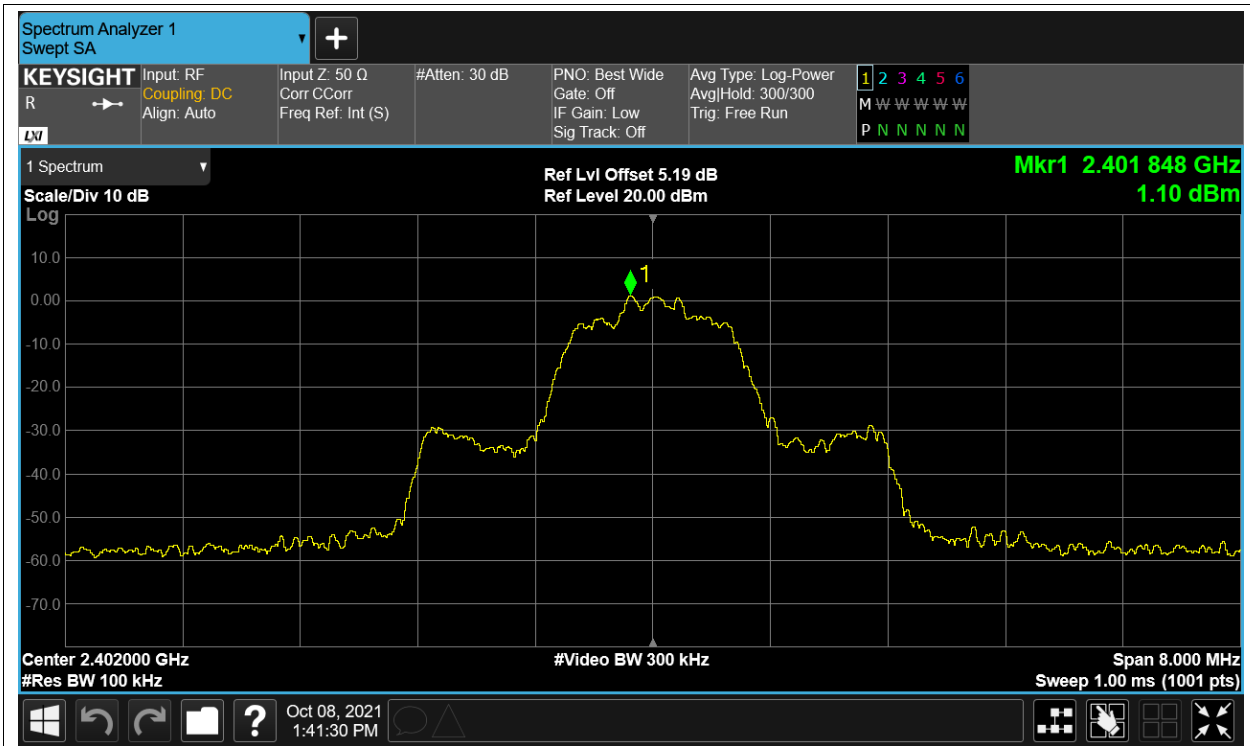 Spectrum Analyzer 1
Swept SA
KEYSIGHT
R
LXI
Input: RF
Coupling: DC
Align: Auto
Input Z: 50 Ω
Corr CCorr
Freq Ref: Int (S)
#Atten: 30 dB
PNO: Best Wide
Gate: Off
IF Gain: Low
Sig Track: Off
Avg Type: Log-Power
Avg|Hold: 300/300
Trig: Free Run
1 2 3 4 5 6
M W W W W W
P N N N N N
1 Spectrum
Scale/Div 10 dB
Log
Ref Lvl Offset 5.19 dB
Ref Level 20.00 dBm
Mkr1 2.401 848 GHz
1.10 dBm
1
10.0
0.00
-10.0
-20.0
-30.0
-40.0
-50.0
-60.0
-70.0
Center 2.402000 GHz
#Res BW 100 kHz
#Video BW 300 kHz
Span 8.000 MHz
Sweep 1.00 ms (1001 pts)
?
Oct 08, 2021
1:41:30 PM